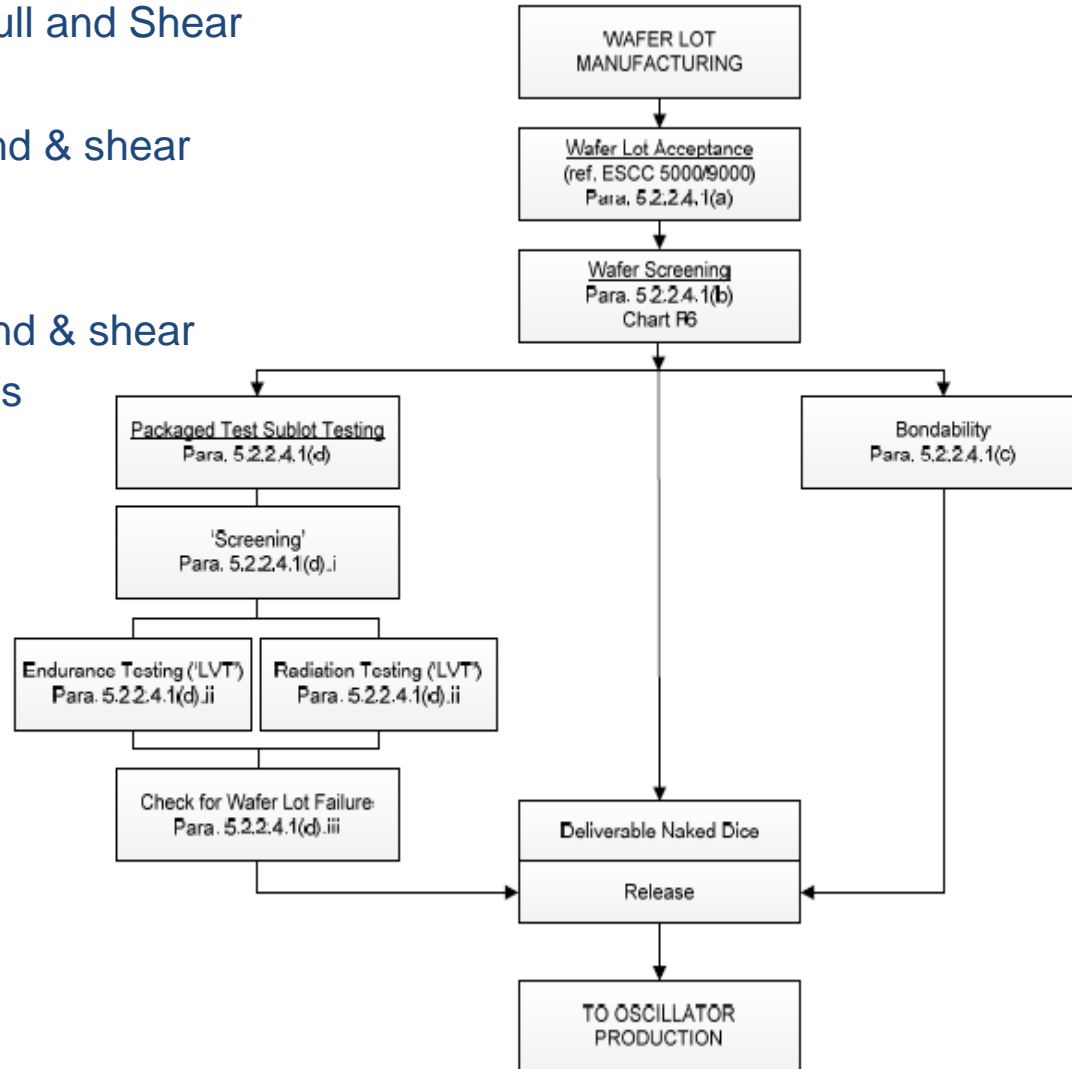 ull and Shear
nd & shear
nd & shear
s
WAFER LOT
MANUFACTURING
Wafer Lot Acceptance
(ref. ESCC 5000/9000)
Para. 5.2.2.4.1(a)
Wafer Screening
Para. 5.2.2.4.1(b)
Chart F6
Packaged Test Sublot Testing
Para. 5.2.2.4.1(d)
Bondability
Para. 5.2.2.4.1(c)
'Screening'
Para. 5.2.2.4.1(d).i
Endurance Testing ('LVT')
Para. 5.2.2.4.1(d).ii
Radiation Testing ('LVT')
Para. 5.2.2.4.1(d).ii
Check for Wafer Lot Failure
Para. 5.2.2.4.1(d).iii
Deliverable Naked Dice
Release
TO OSCILLATOR
PRODUCTION